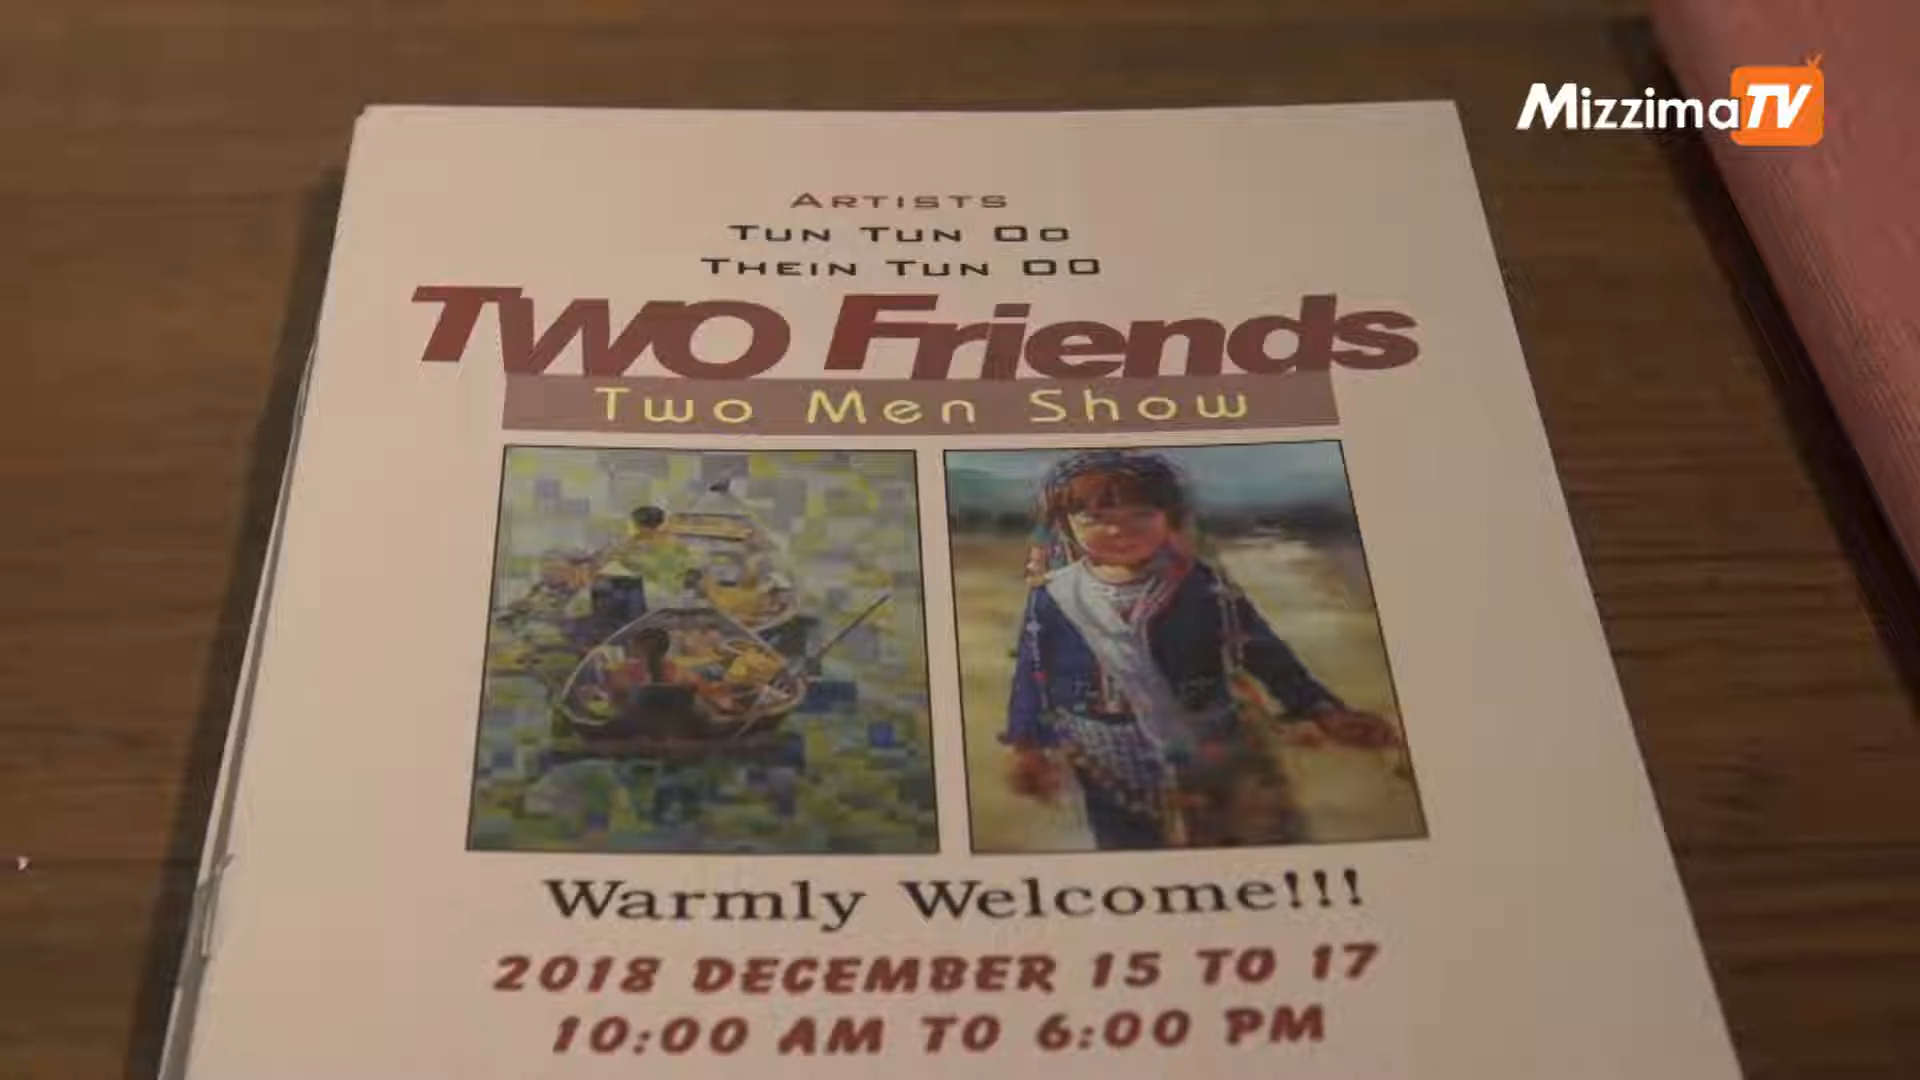 MizzimaTV
ARTISTS
TUN TUN OO
THEIN TUN OO
TWO Friends
Two Men Show
Warmly Welcome!!!
2018 DECEMBER 15 TO 17
10:00 AM TO 6:00 PM